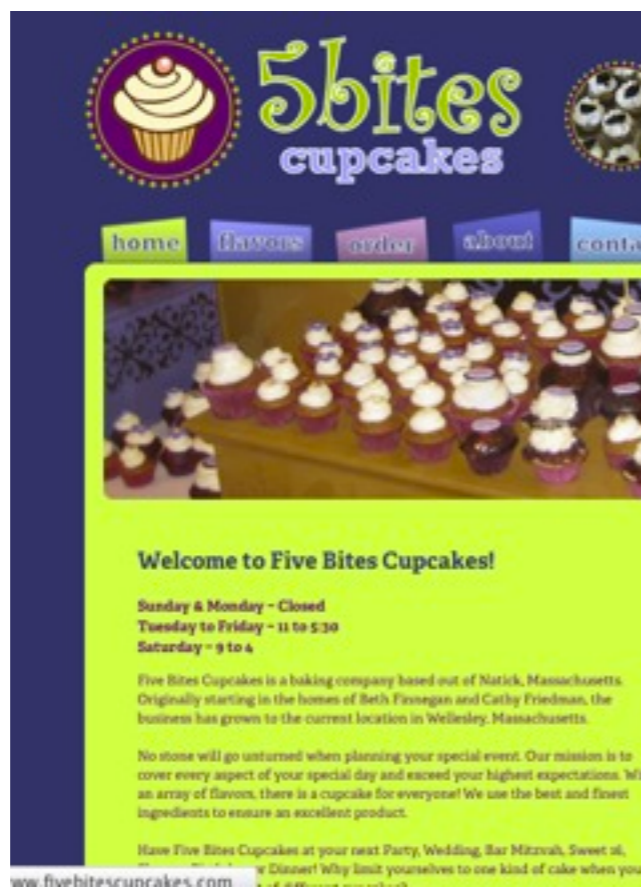 5bites
cupcakes
home flavors order about conta
Welcome to Five Bites Cupcakes!
Sunday & Monday ~ Closed
Tuesday to Friday ~ 11 to 5:30
Saturday ~ 9 to 4
Five Bites Cupcakes is a baking company based out of Natick, Massachusetts.
Originally starting in the homes of Beth Finnegan and Cathy Friedman, the
business has grown to the current location in Wellesley, Massachusetts.
No stone will go unturned when planning your special event. Our mission is to
cover every aspect of your special day and exceed your highest expectations. Wi
an array of flavors, there is a cupcake for everyone! We use the best and finest
ingredients to ensure an excellent product.
Have Five Bites Cupcakes at your next Party, Wedding, Bar Mitzvah, Sweet 16,
Dinner! Why limit yourselves to one kind of cake when you
ww.fivebitescupcakes.com of different cupcakes?